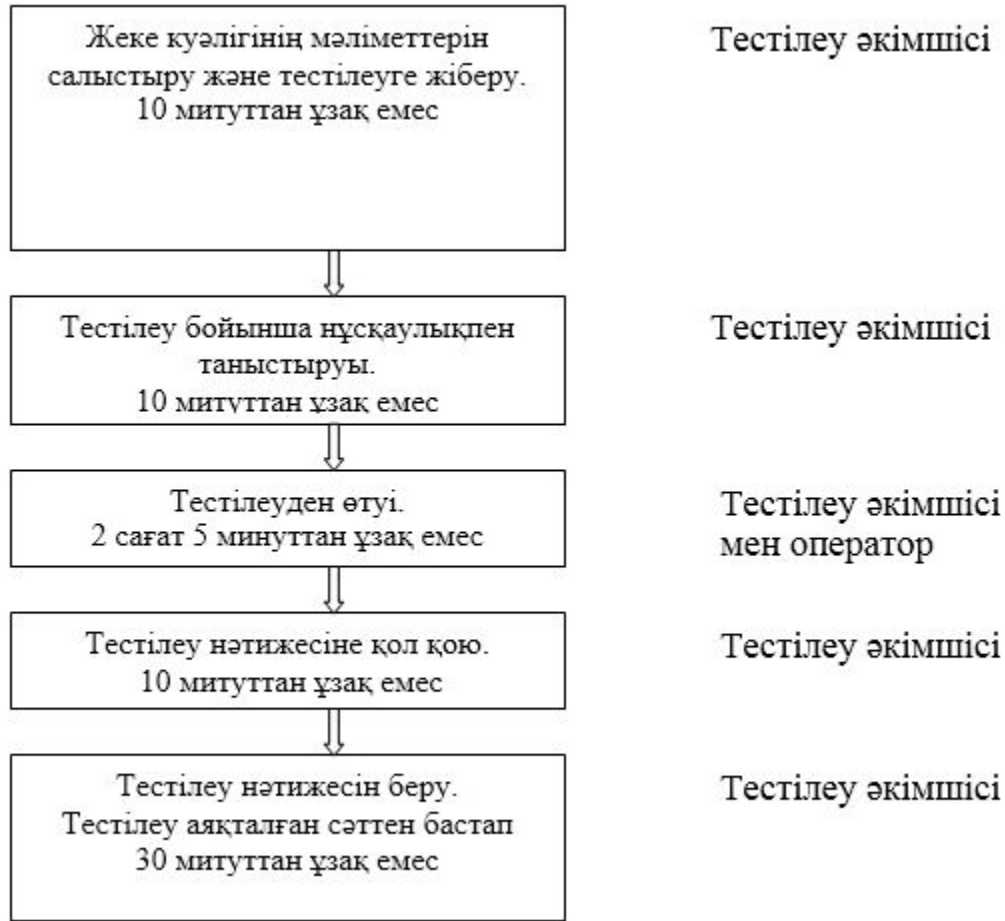 Жеке куәлігінің мәліметтерін
салыстыру және тестілеуге жіберу.
10 митуттан ұзақ емес
Тестілеу әкімшісі
Тестілеу бойынша нұсқаулықпен
таныстыруы.
10 митуттан ұзақ емес
Тестілеу әкімшісі
Тестілеуден өтуі.
2 сағат 5 минуттан ұзақ емес
Тестілеу әкімшісі
мен оператор
Тестілеу нәтижесіне қол қою.
10 митуттан ұзақ емес
Тестілеу әкімшісі
Тестілеу нәтижесін беру.
Тестілеу аяқталған сәттен бастап
30 митуттан ұзақ емес
Тестілеу әкімшісі